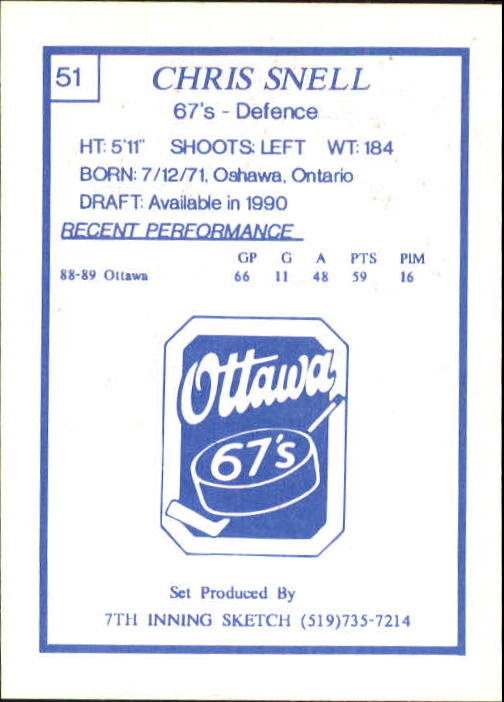 51
CHRIS SNELL
67's - Defence
HT: 5'11" SHOOTS: LEFT WT: 184
BORN: 7/12/71, Oshawa, Ontario
DRAFT: Available in 1990
RECENT PERFORMANCE
GP G A PTS PIM
88-89 Ottawa 66 11 48 59 16
Ottawa
67's
Set Produced By
7TH INNING SKETCH (519)735-7214